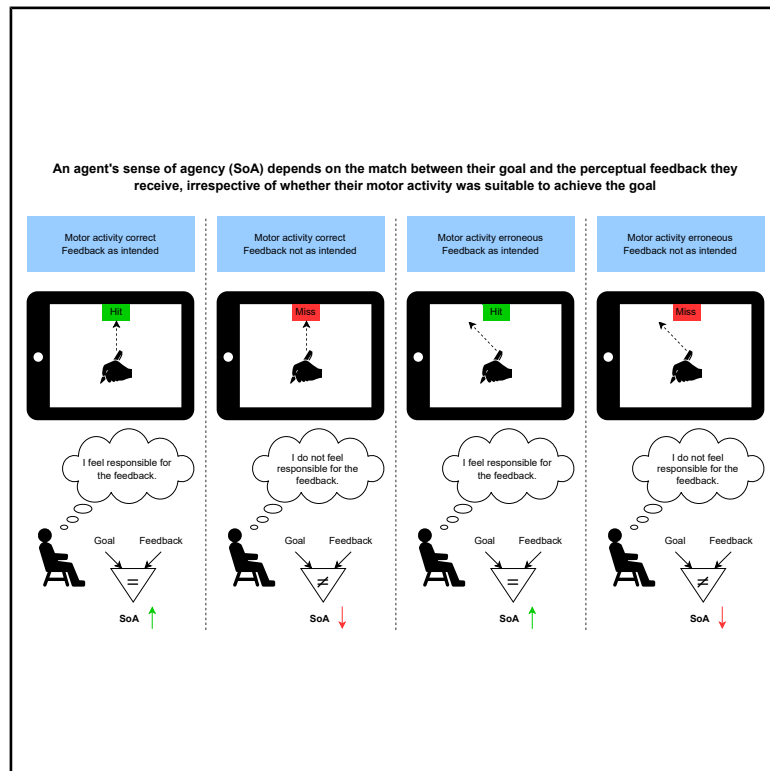 An agent's sense of agency (SoA) depends on the match between their goal and the perceptual feedback they
receive, irrespective of whether their motor activity was suitable to achieve the goal
Motor activity correct
Feedback as intended
Motor activity correct
Feedback not as intended
Motor activity erroneous
Feedback as intended
Motor activity erroneous
Feedback not as intended
Hit
Miss
Hit
Miss
I feel responsible for
the feedback.
I do not feel
responsible for the
feedback.
I feel responsible for
the feedback.
I do not feel
responsible for the
feedback.
Goal Feedback
=
SoA
Goal Feedback
≠
SoA
Goal Feedback
=
SoA
Goal Feedback
≠
SoA